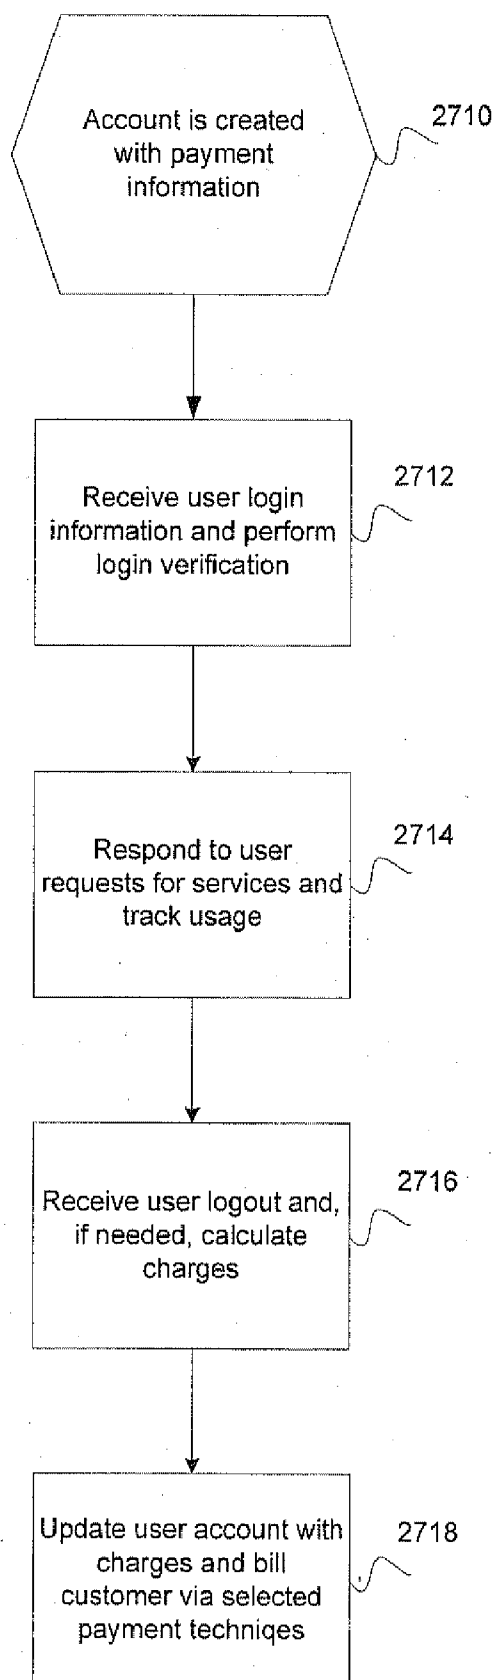 Account is created
with payment
information
2710
Receive user login
information and perform
login verification
2712
Respond to user
requests for services and
track usage
2714
Receive user logout and,
if needed, calculate
charges
2716
Update user account with
charges and bill
customer via selected
payment techniqes
2718